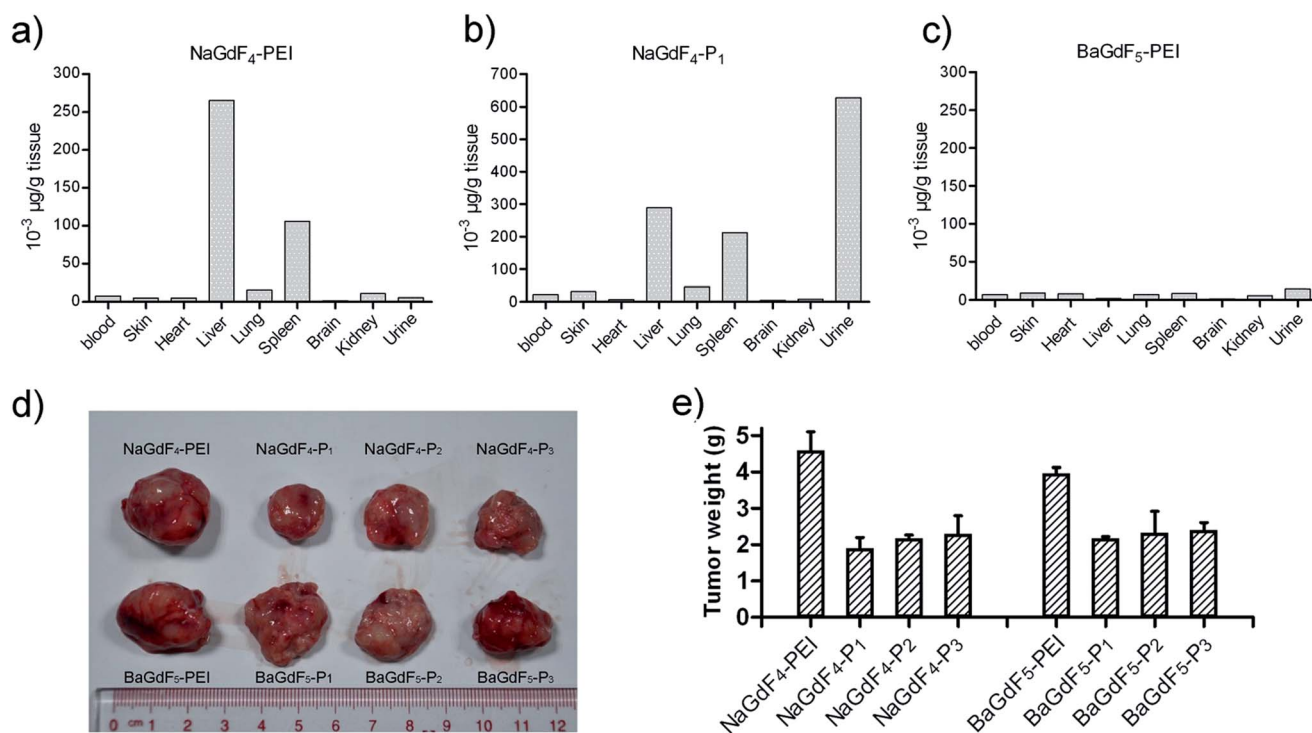 a)
NaGdF₄-PEI
10⁻³ µg/g tissue
300
250
200
150
100
50
0
blood
Skin
Heart
Liver
Lung
Spleen
Brain
Kidney
Urine
b)
NaGdF₄-P₁
10⁻³ µg/g tissue
700
600
500
400
300
200
100
0
blood
Skin
Heart
Liver
Lung
Spleen
Brain
Kidney
Urine
c)
BaGdF₅-PEI
10⁻³ µg/g tissue
300
250
200
150
100
50
0
blood
Skin
Heart
Liver
Lung
Spleen
Brain
Kidney
Urine
d)
NaGdF₄-PEI NaGdF₄-P₁ NaGdF₄-P₂ NaGdF₄-P₃
BaGdF₅-PEI BaGdF₅-P₁ BaGdF₅-P₂ BaGdF₅-P₃
0 cm 1 2 3 4 5 6 7 8 9 10 11 12
e)
Tumor weight (g)
5
4
3
2
1
0
NaGdF₄-PEI
NaGdF₄-P₁
NaGdF₄-P₂
NaGdF₄-P₃
BaGdF₅-PEI
BaGdF₅-P₁
BaGdF₅-P₂
BaGdF₅-P₃